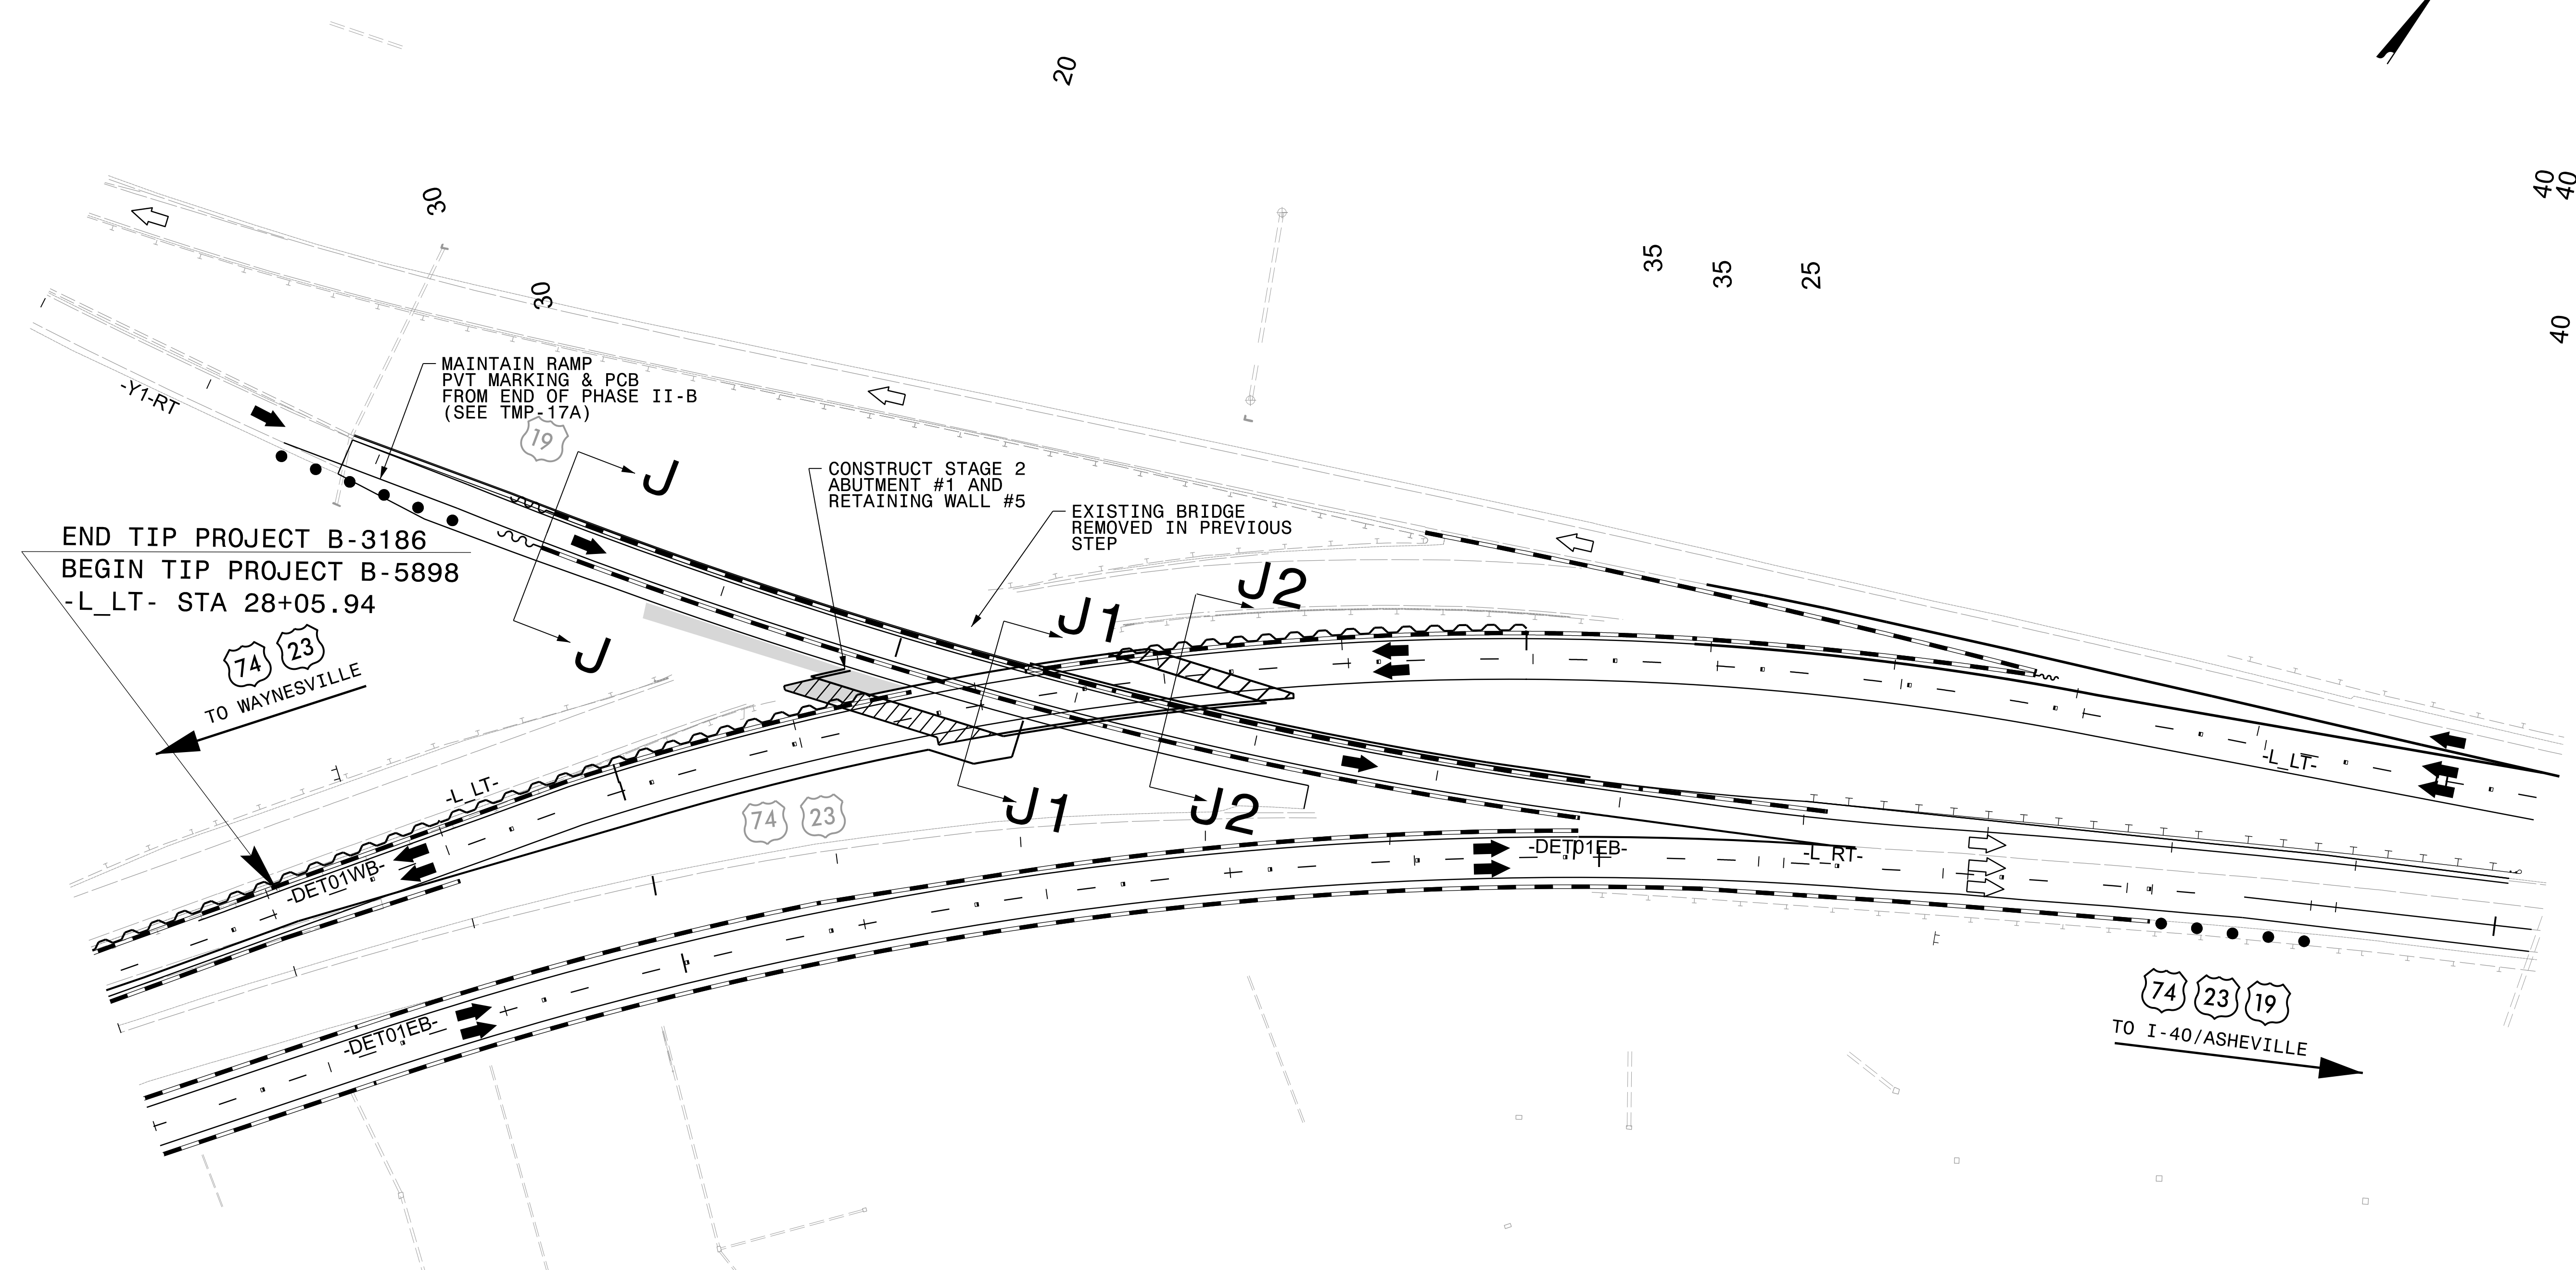 20
40
40
30
35
35
25
30
40
MAINTAIN RAMP
PVT MARKING & PCB
FROM END OF PHASE II-B
(SEE TMP-17A)
-Y1-RT
19
J
CONSTRUCT STAGE 2
ABUTMENT #1 AND
RETAINING WALL #5
EXISTING BRIDGE
REMOVED IN PREVIOUS
STEP
END TIP PROJECT B-3186
BEGIN TIP PROJECT B-5898
-L_LT- STA 28+05.94
J2
J1
74 23
TO WAYNESVILLE
J
-L_LT-
-L_LT-
74 23
J1
J2
-DET01EB-
-L_RT-
-DET01WB-
-DET01EB-
74 23 19
TO I-40/ASHEVILLE